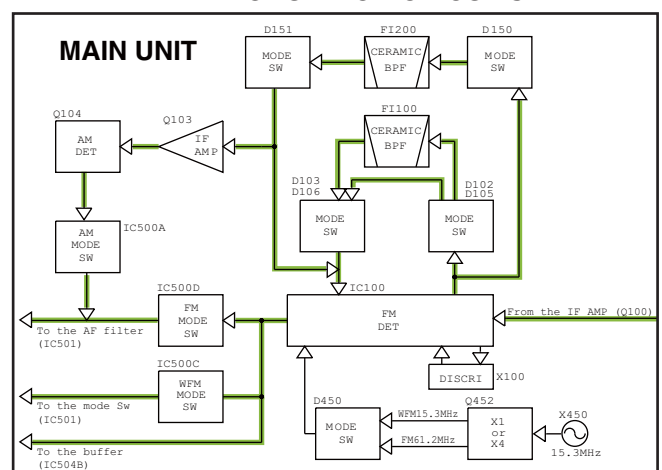 MAIN UNIT
D151
MODE
SW
FI200
CERAMIC
BPF
D150
MODE
SW
Q104
AM
DET
Q103
IF
AMP
FI100
CERAMIC
BPF
D103
D106
MODE
SW
D102
D105
MODE
SW
AM
MODE
SW
IC500A
IC500D
FM
MODE
SW
IC100
FM
DET
From the IF AMP (Q100)
To the AF filter
(IC501)
IC500C
WFM
MODE
SW
DISCRI
X100
To the mode Sw
(IC501)
D450
MODE
SW
WFM15.3MHz
FM61.2MHz
Q452
X1
or
X4
X450
15.3MHz
To the buffer
(IC504B)